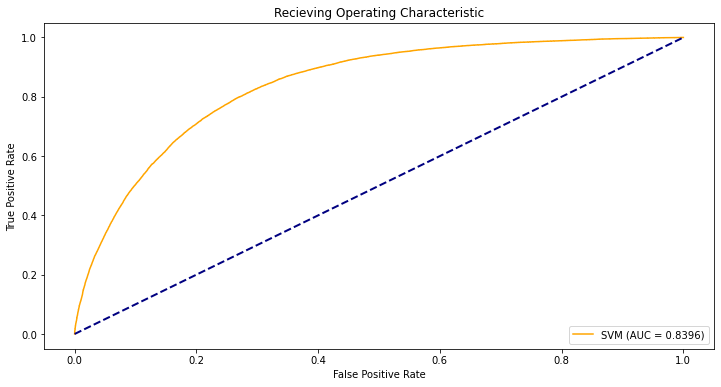 Recieving Operating Characteristic
True Positive Rate
1.0
0.8
0.6
0.4
0.2
0.0
SVM (AUC = 0.8396)
0.0 0.2 0.4 0.6 0.8 1.0
False Positive Rate